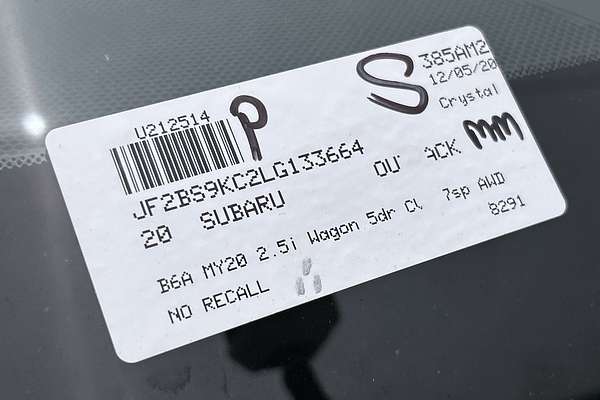 U212514 P S 385AM2
12/05/20
Crystal
JF2BS9KC2LG133664 MM
20 SUBARU
B6A MY20 2.5i Wagon 5dr 7sp AWD
8291
NO RECALL